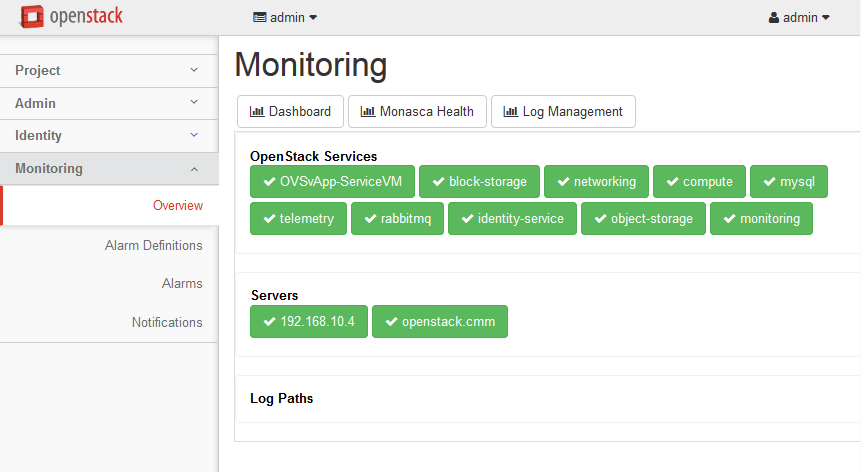 openstack admin admin
Project
Admin
Identity
Monitoring
Overview
Alarm Definitions
Alarms
Notifications
Monitoring
Dashboard Monasca Health Log Management
OpenStack Services
OVSvApp-ServiceVM block-storage networking compute mysql
telemetry rabbitmq identity-service object-storage monitoring
Servers
192.168.10.4 openstack.cmm
Log Paths